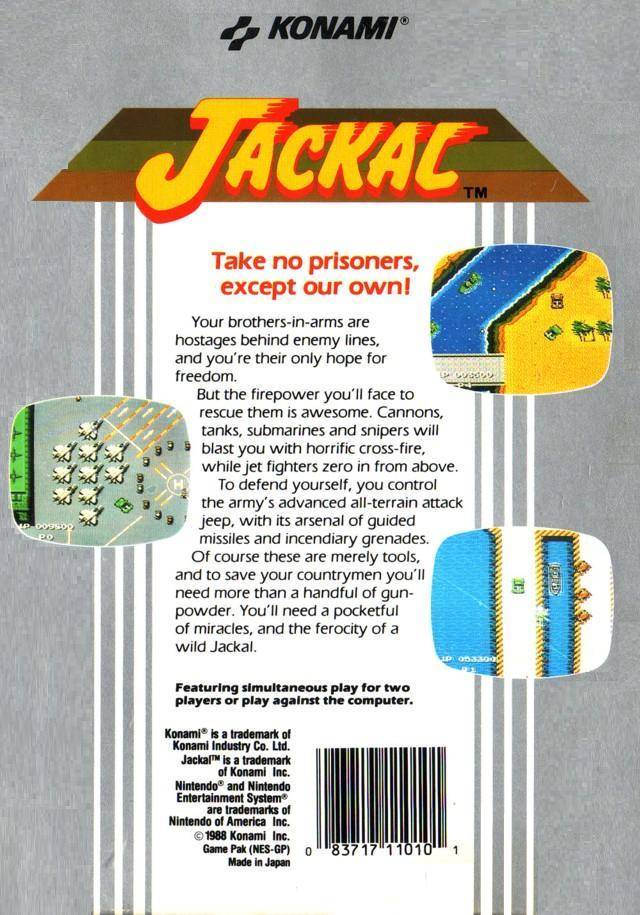 KONAMI®
JACKAL™
Take no prisoners,
except our own!
Your brothers-in-arms are
hostages behind enemy lines,
and you're their only hope for
freedom.
But the firepower you'll face to
rescue them is awesome. Cannons,
tanks, submarines and snipers will
blast you with horrific cross-fire,
while jet fighters zero in from above.
To defend yourself, you control
the army's advanced all-terrain attack
jeep, with its arsenal of guided
missiles and incendiary grenades.
Of course these are merely tools,
and to save your countrymen you'll
need more than a handful of gun-
powder. You'll need a pocketful
of miracles, and the ferocity of a
wild Jackal.
H
1P 009800
P0
1P 053300
Featuring simultaneous play for two
players or play against the computer.
Konami® is a trademark of
Konami Industry Co. Ltd.
Jackal™ is a trademark
of Konami Inc.
Nintendo® and Nintendo
Entertainment System®
are trademarks of
Nintendo of America Inc.
©1988 Konami Inc.
Game Pak (NES-GP)
Made in Japan
0 83717 11010 1